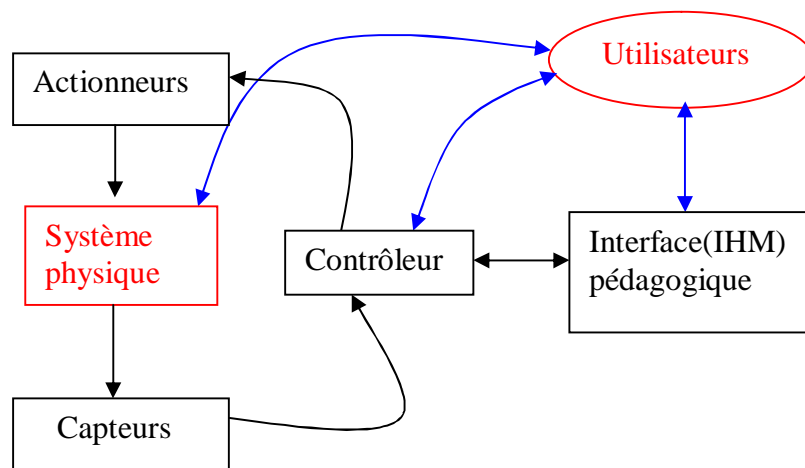 Utilisateurs
Actionneurs
Système
physique
Contrôleur
Interface(IHM)
pédagogique
Capteurs